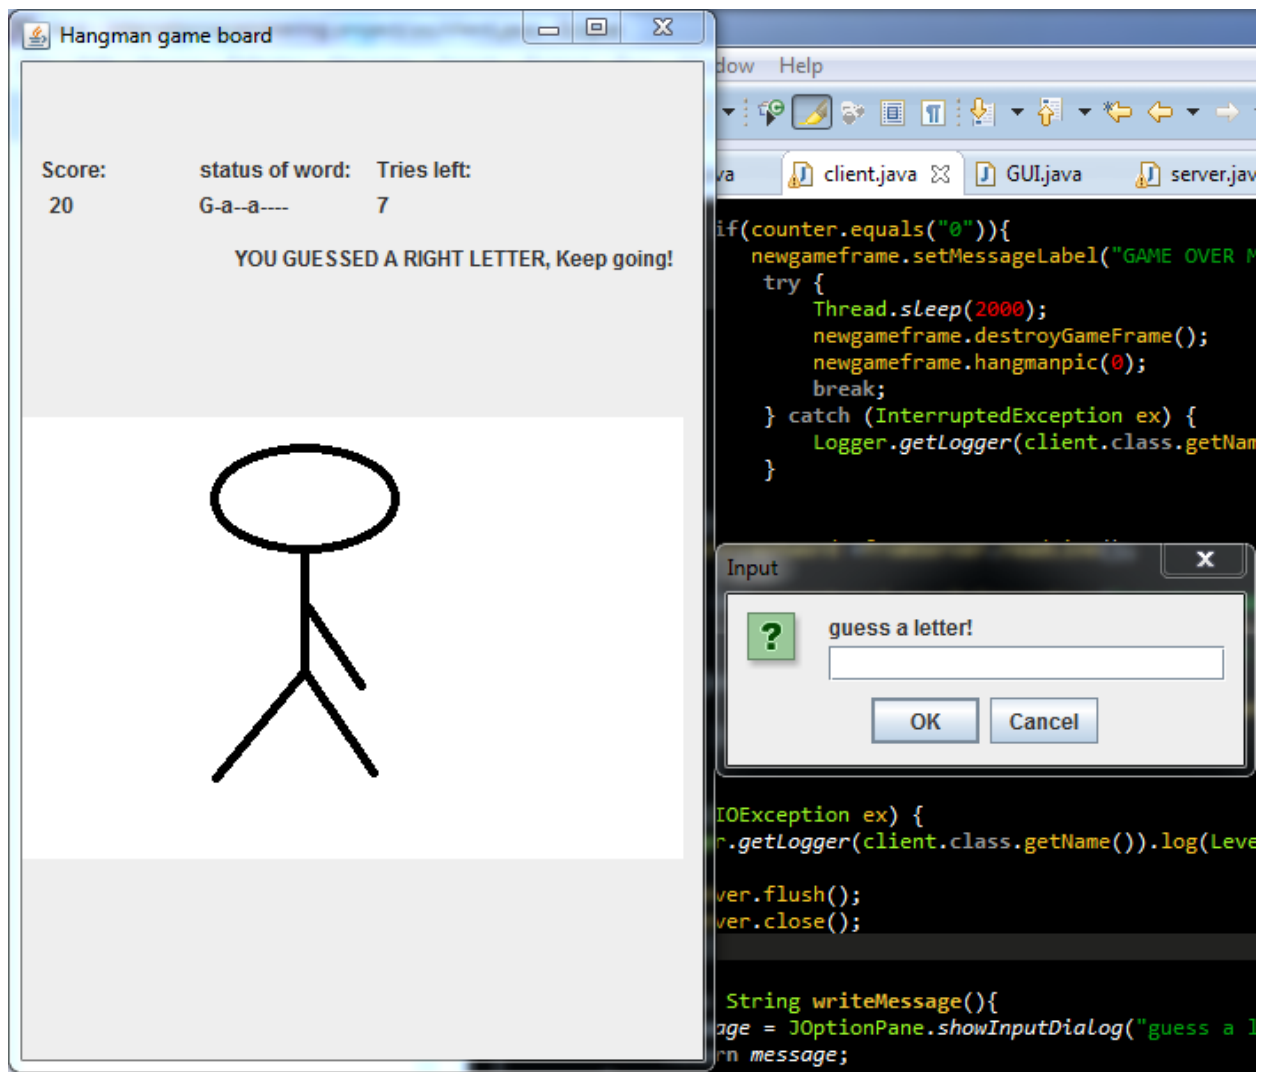 Hangman game board
Score: status of word: Tries left:
20 G-a--a---- 7
YOU GUESSED A RIGHT LETTER, Keep going!
dow Help
va client.java GUI.java server.jav
if(counter.equals("0")){
newgameframe.setMessageLabel("GAME OVER M
try {
Thread.sleep(2000);
newgameframe.destroyGameFrame();
newgameframe.hangmanpic(0);
break;
} catch (InterruptedException ex) {
Logger.getLogger(client.class.getNam
}
Input
?
guess a letter!
OK Cancel
IOException ex) {
r.getLogger(client.class.getName()).log(Leve
ver.flush();
ver.close();
String writeMessage(){
age = JOptionPane.showInputDialog("guess a l
rn message;